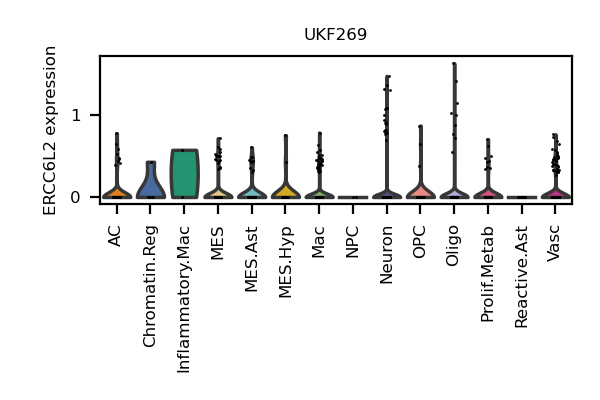 UKF269
ERCC6L2 expression
1
0
AC
Chromatin.Reg
Inflammatory.Mac
MES
MES.Ast
MES.Hyp
Mac
NPC
Neuron
OPC
Oligo
Prolif.Metab
Reactive.Ast
Vasc